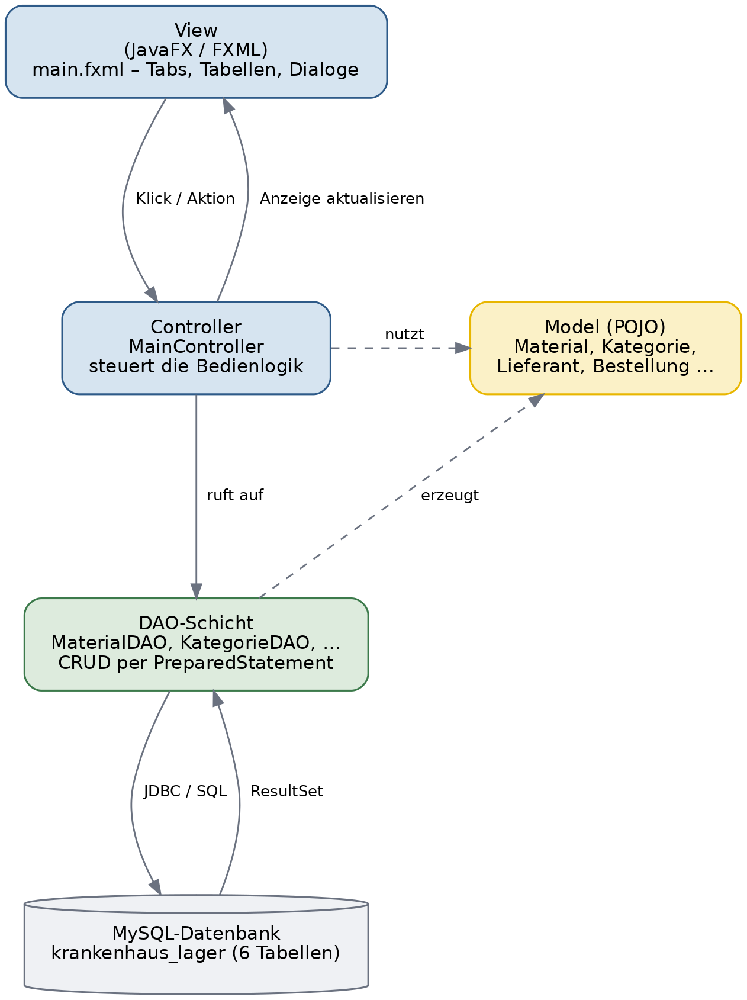 View
(JavaFX / FXML)
main.fxml – Tabs, Tabellen, Dialoge
Klick / Aktion
Anzeige aktualisieren
Controller
MainController
steuert die Bedienlogik
nutzt
Model (POJO)
Material, Kategorie,
Lieferant, Bestellung ...
ruft auf
erzeugt
DAO-Schicht
MaterialDAO, KategorieDAO, ...
CRUD per PreparedStatement
JDBC / SQL
ResultSet
MySQL-Datenbank
krankenhaus_lager (6 Tabellen)